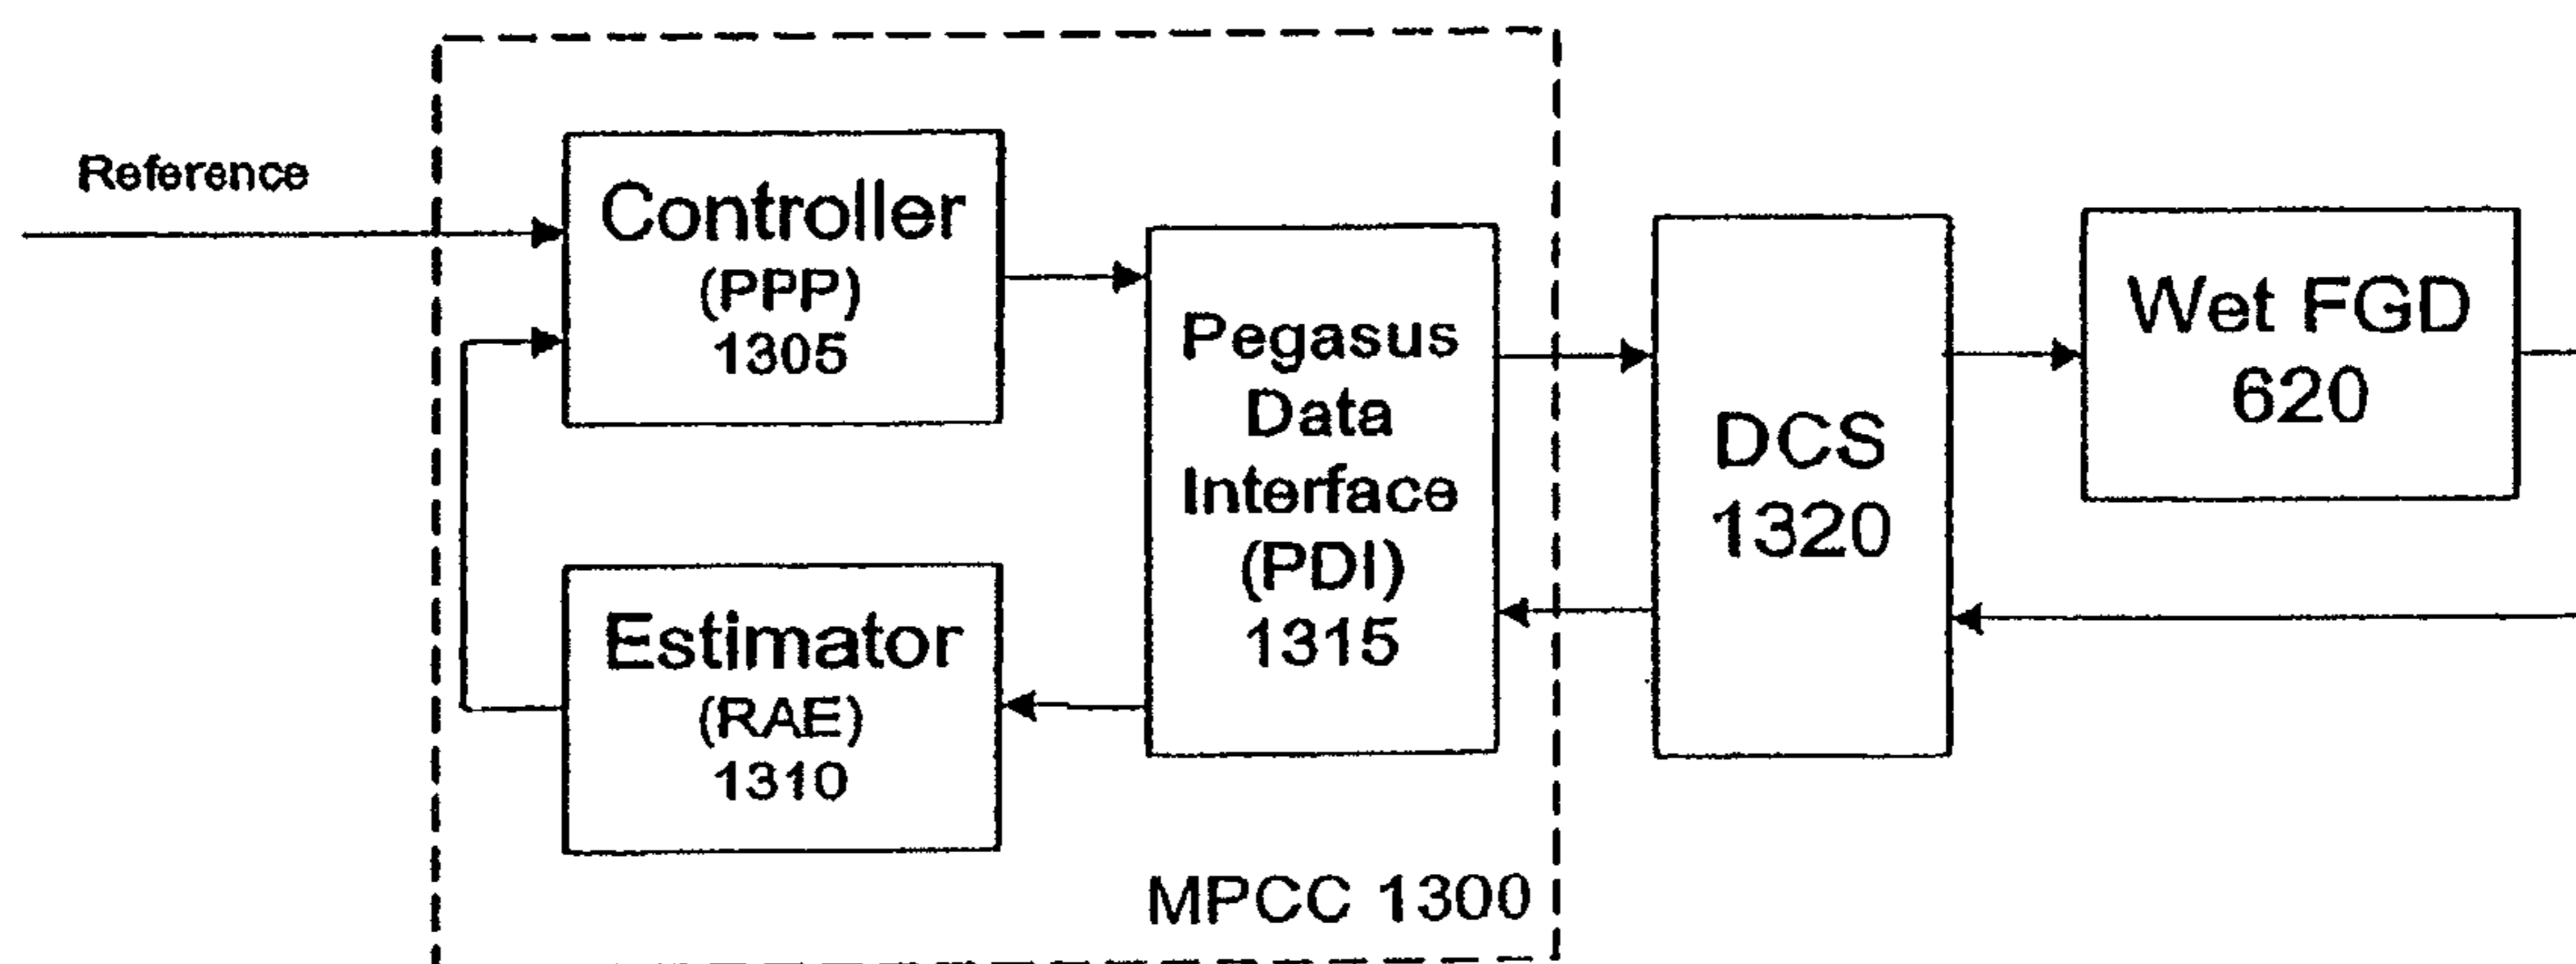 Reference
Controller
(PPP)
1305
Pegasus
Data
Interface
(PDI)
1315
DCS
1320
Wet FGD
620
Estimator
(RAE)
1310
MPCC 1300